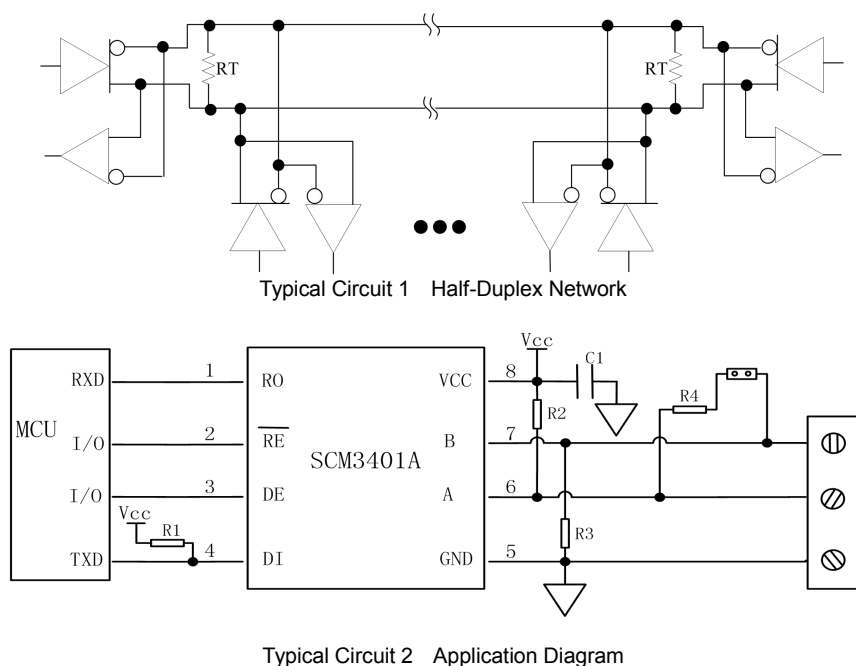 RT RT
Typical Circuit 1 Half-Duplex Network
Vcc
C1
RXD 1 RO VCC 8
R2
R4
MCU
I/O 2 RE B 7
SCM3401A
I/O 3 DE A 6
Vcc
R1
R3
TXD 4 DI GND 5
Typical Circuit 2 Application Diagram